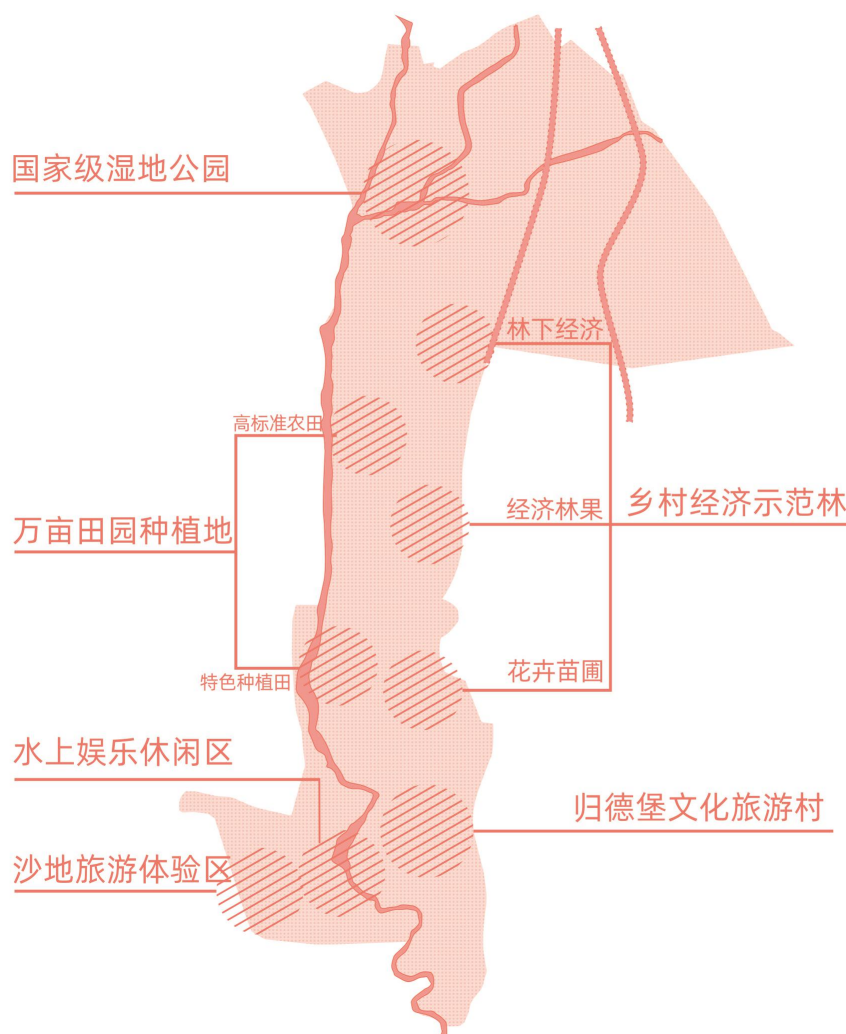 国家级湿地公园
林下经济
高标准农田
经济林果
乡村经济示范林
万亩田园种植地
花卉苗圃
特色种植田
水上娱乐休闲区
归德堡文化旅游村
沙地旅游体验区